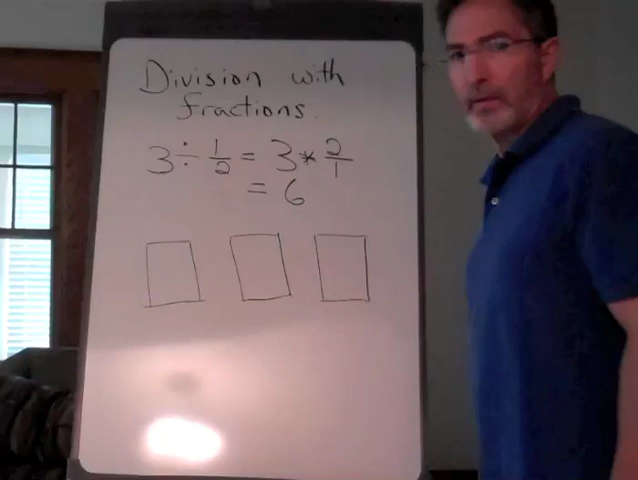 Division with
fractions.
3 ÷ 1/2 = 3 * 2/1
= 6